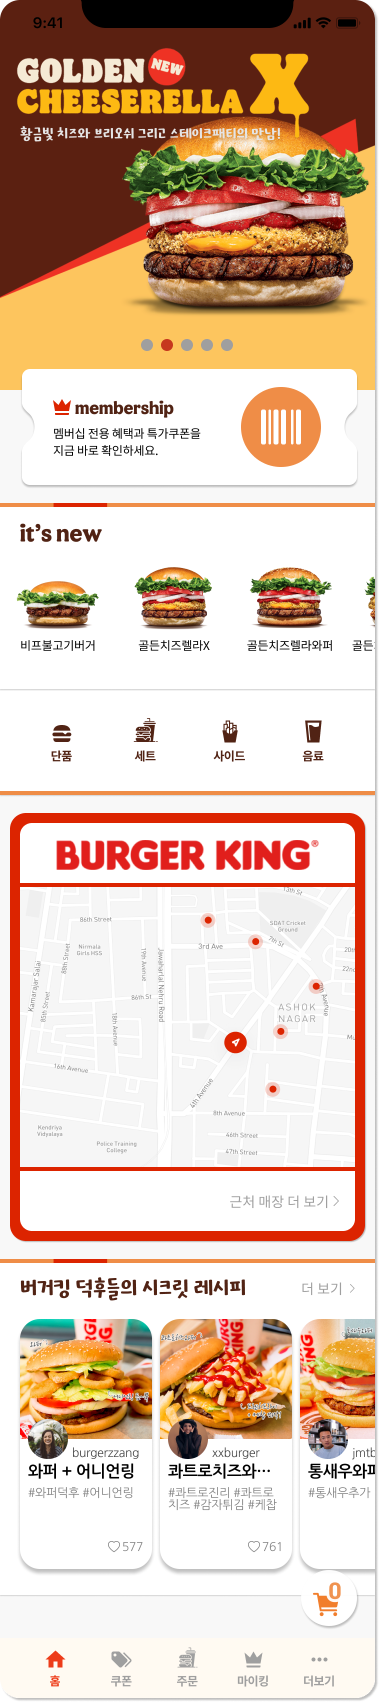 9:41
GOLDEN NEW
CHEESERELLA X
황금빛 치즈와 브리오쉬 그리고 스테이크패티의 만남!
membership
멤버십 전용 혜택과 특가쿠폰을
지금 바로 확인하세요.
it's new
비프불고기버거
골든치즈렐라X
골든치즈렐라와퍼
골든
단품
세트
사이드
음료
BURGER KING®
13th St
86th Street
SDAT Cricket
Ground
7th St
3rd Ave
Nirmala
Girls HSS
88th Street
19th Avenue
Jawaharlal Nehru Road
20th
22nd
Kamarajar Salai
85th Street
86th St
ASHOK
NAGAR
18th Avenue
16th Avenue
4th Avenue
8th Avenue
Kendriya
Vidyalaya
Police Training
College
46th Street
47th Street
근처 매장 더 보기
버거킹 덕후들의 시크릿 레시피
더 보기
burgerzzang
와퍼 + 어니언링
#와퍼덕후 #어니언링
577
xxburger
콰트로치즈와...
#콰트로진리 #콰트로
치즈 #감자튀김 #케찹
761
jmtb
통새우와퍼
#통새우추가
0
홈
쿠폰
주문
마이킹
더보기